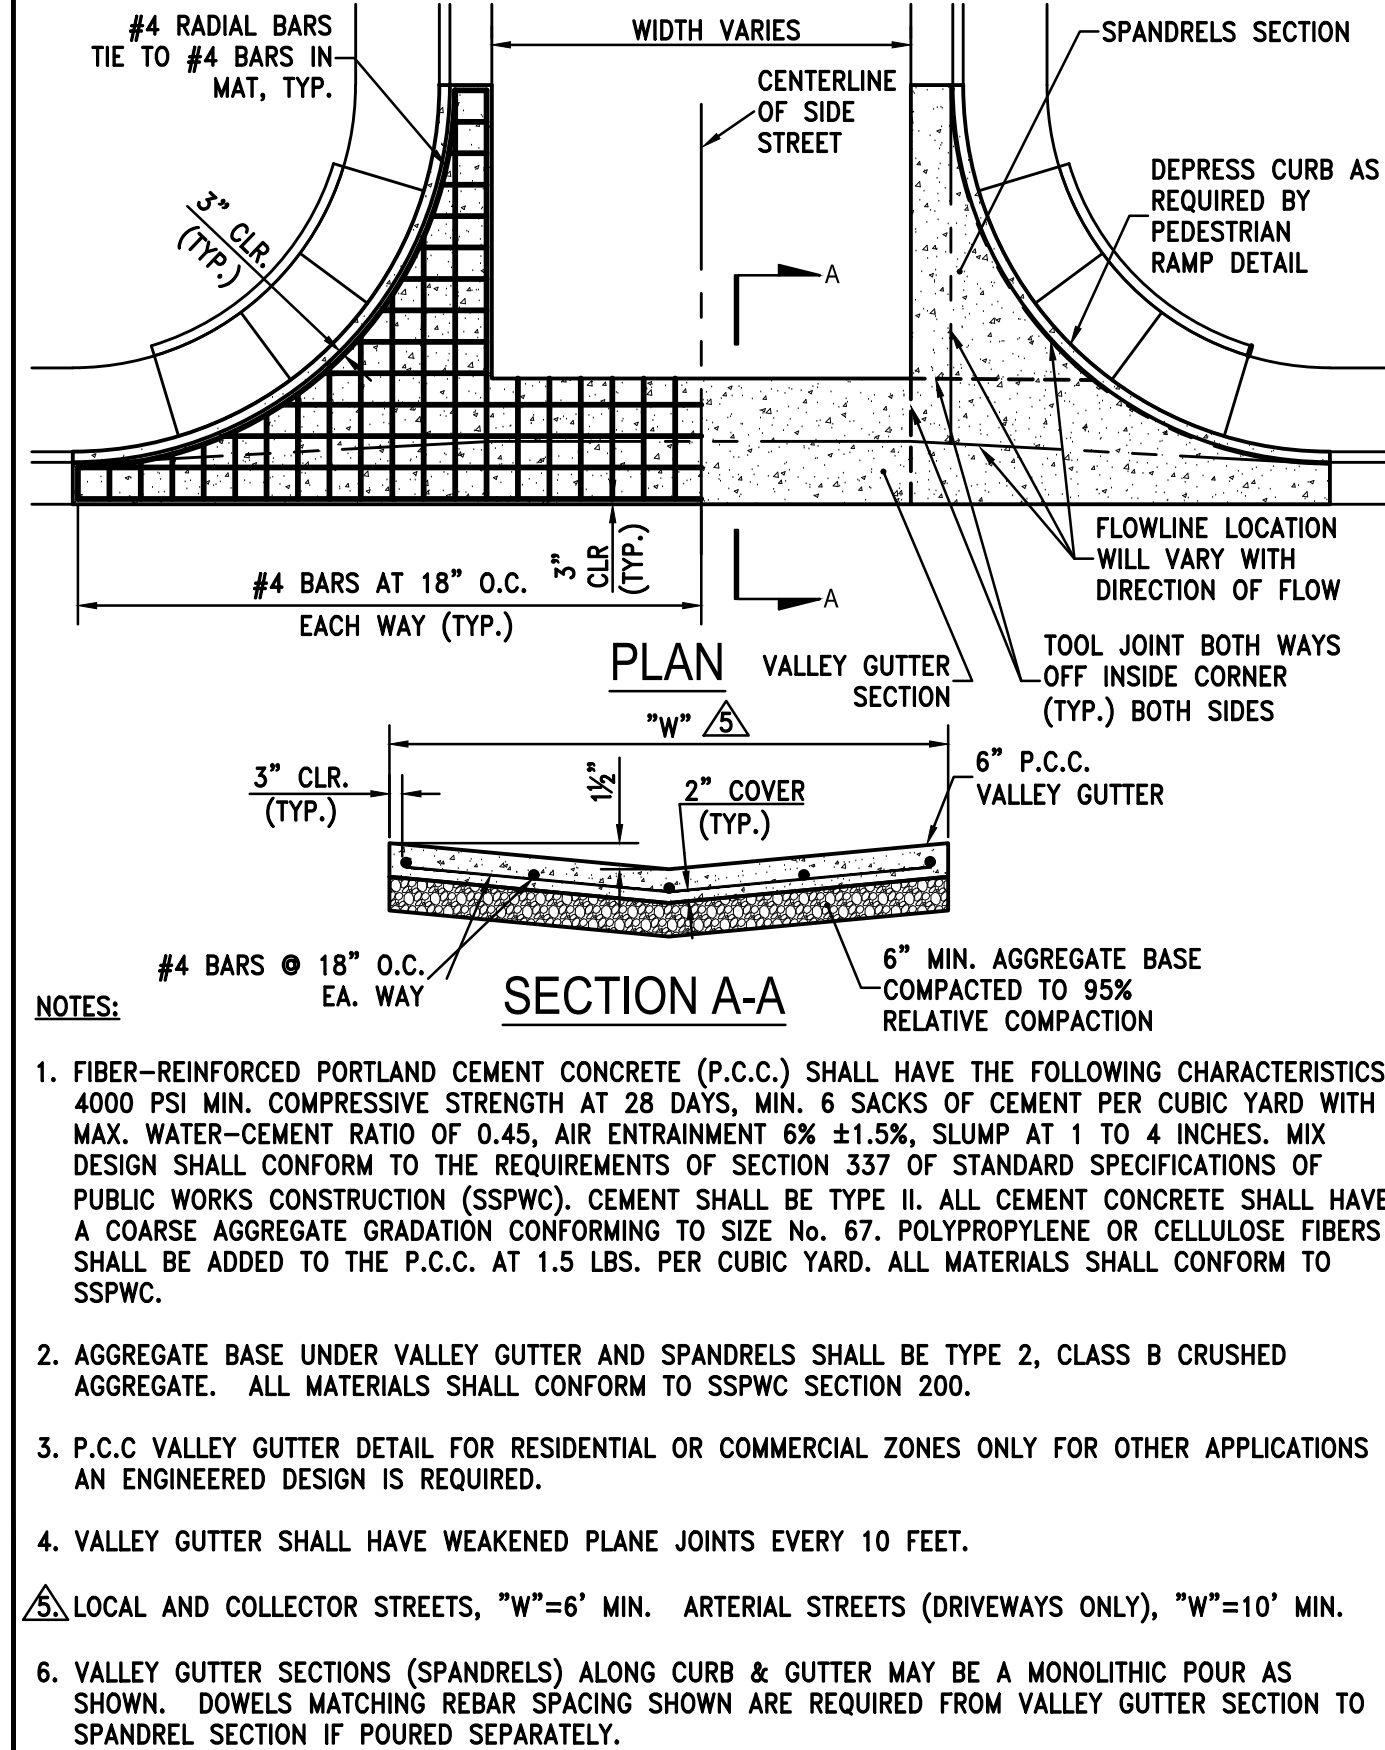 #4 RADIAL BARS
TIE TO #4 BARS IN
MAT, TYP.
WIDTH VARIES
SPANDRELS SECTION
CENTERLINE
OF SIDE
STREET
DEPRESS CURB AS
REQUIRED BY
PEDESTRIAN
RAMP DETAIL
3" CLR.
(TYP.)
A
A
3"
CLR
(TYP.)
#4 BARS AT 18" O.C.
EACH WAY (TYP.)
FLOWLINE LOCATION
WILL VARY WITH
DIRECTION OF FLOW
PLAN
VALLEY GUTTER
SECTION
TOOL JOINT BOTH WAYS
OFF INSIDE CORNER
(TYP.) BOTH SIDES
"W" 5
3" CLR.
(TYP.)
1½"
2" COVER
(TYP.)
6" P.C.C.
VALLEY GUTTER
#4 BARS @ 18" O.C.
EA. WAY
SECTION A-A
6" MIN. AGGREGATE BASE
COMPACTED TO 95%
RELATIVE COMPACTION
NOTES:
1. FIBER-REINFORCED PORTLAND CEMENT CONCRETE (P.C.C.) SHALL HAVE THE FOLLOWING CHARACTERISTICS
4000 PSI MIN. COMPRESSIVE STRENGTH AT 28 DAYS, MIN. 6 SACKS OF CEMENT PER CUBIC YARD WITH
MAX. WATER-CEMENT RATIO OF 0.45, AIR ENTRAINMENT 6% ±1.5%, SLUMP AT 1 TO 4 INCHES. MIX
DESIGN SHALL CONFORM TO THE REQUIREMENTS OF SECTION 337 OF STANDARD SPECIFICATIONS OF
PUBLIC WORKS CONSTRUCTION (SSPWC). CEMENT SHALL BE TYPE II. ALL CEMENT CONCRETE SHALL HAVE
A COARSE AGGREGATE GRADATION CONFORMING TO SIZE No. 67. POLYPROPYLENE OR CELLULOSE FIBERS
SHALL BE ADDED TO THE P.C.C. AT 1.5 LBS. PER CUBIC YARD. ALL MATERIALS SHALL CONFORM TO
SSPWC.
2. AGGREGATE BASE UNDER VALLEY GUTTER AND SPANDRELS SHALL BE TYPE 2, CLASS B CRUSHED
AGGREGATE. ALL MATERIALS SHALL CONFORM TO SSPWC SECTION 200.
3. P.C.C VALLEY GUTTER DETAIL FOR RESIDENTIAL OR COMMERCIAL ZONES ONLY FOR OTHER APPLICATIONS
AN ENGINEERED DESIGN IS REQUIRED.
4. VALLEY GUTTER SHALL HAVE WEAKENED PLANE JOINTS EVERY 10 FEET.
5. LOCAL AND COLLECTOR STREETS, "W"=6' MIN. ARTERIAL STREETS (DRIVEWAYS ONLY), "W"=10' MIN.
6. VALLEY GUTTER SECTIONS (SPANDRELS) ALONG CURB & GUTTER MAY BE A MONOLITHIC POUR AS
SHOWN. DOWELS MATCHING REBAR SPACING SHOWN ARE REQUIRED FROM VALLEY GUTTER SECTION TO
SPANDREL SECTION IF POURED SEPARATELY.